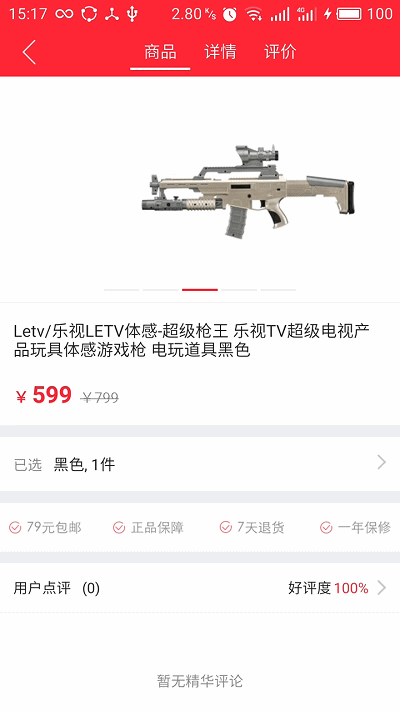 15:17 2.80 K/s 4G 100
商品 详情 评价
Letv/乐视LETV体感-超级枪王 乐视TV超级电视产
品玩具体感游戏枪 电玩道具黑色
¥ 599 ¥799
已选 黑色, 1件
79元包邮 正品保障 7天退货 一年保修
用户点评 (0) 好评度 100%
暂无精华评论